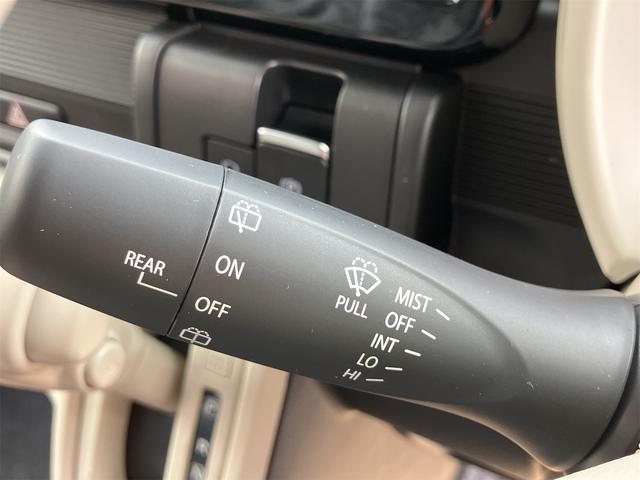 REAR
ON
OFF
PULL
MIST
OFF
INT
LO
HI